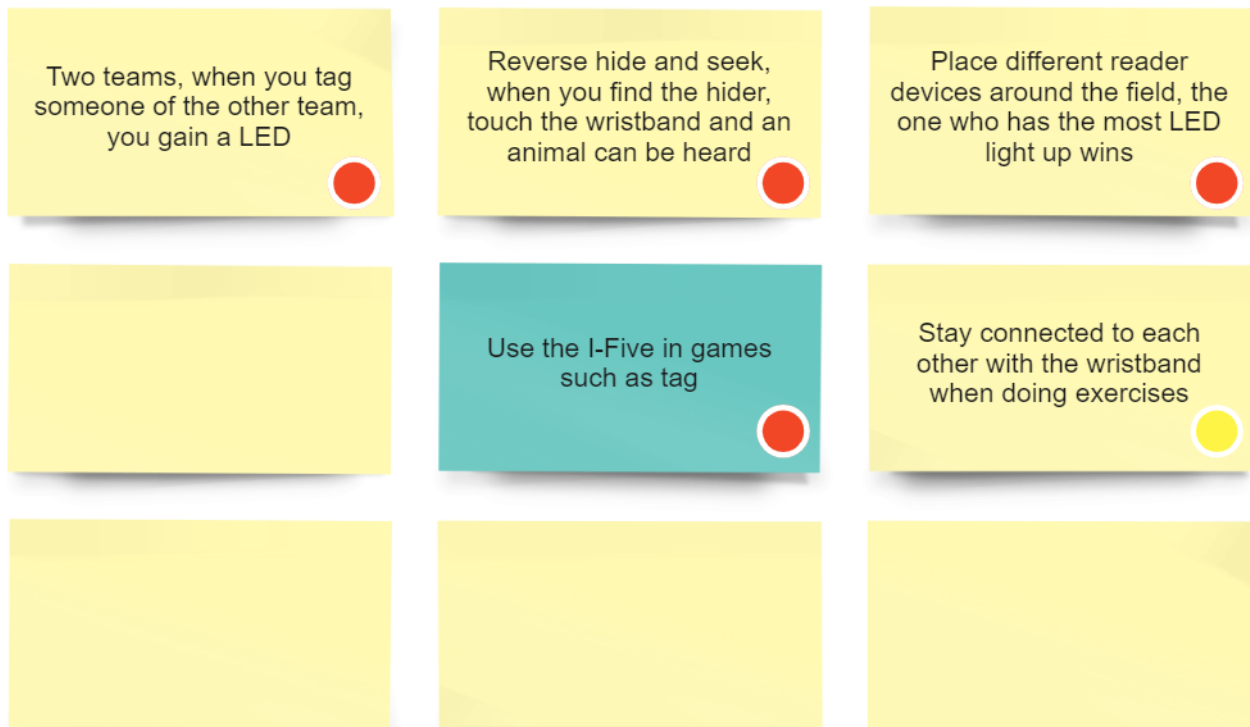 Two teams, when you tag
someone of the other team,
you gain a LED
Reverse hide and seek,
when you find the hider,
touch the wristband and an
animal can be heard
Place different reader
devices around the field, the
one who has the most LED
light up wins
Use the I-Five in games
such as tag
Stay connected to each
other with the wristband
when doing exercises